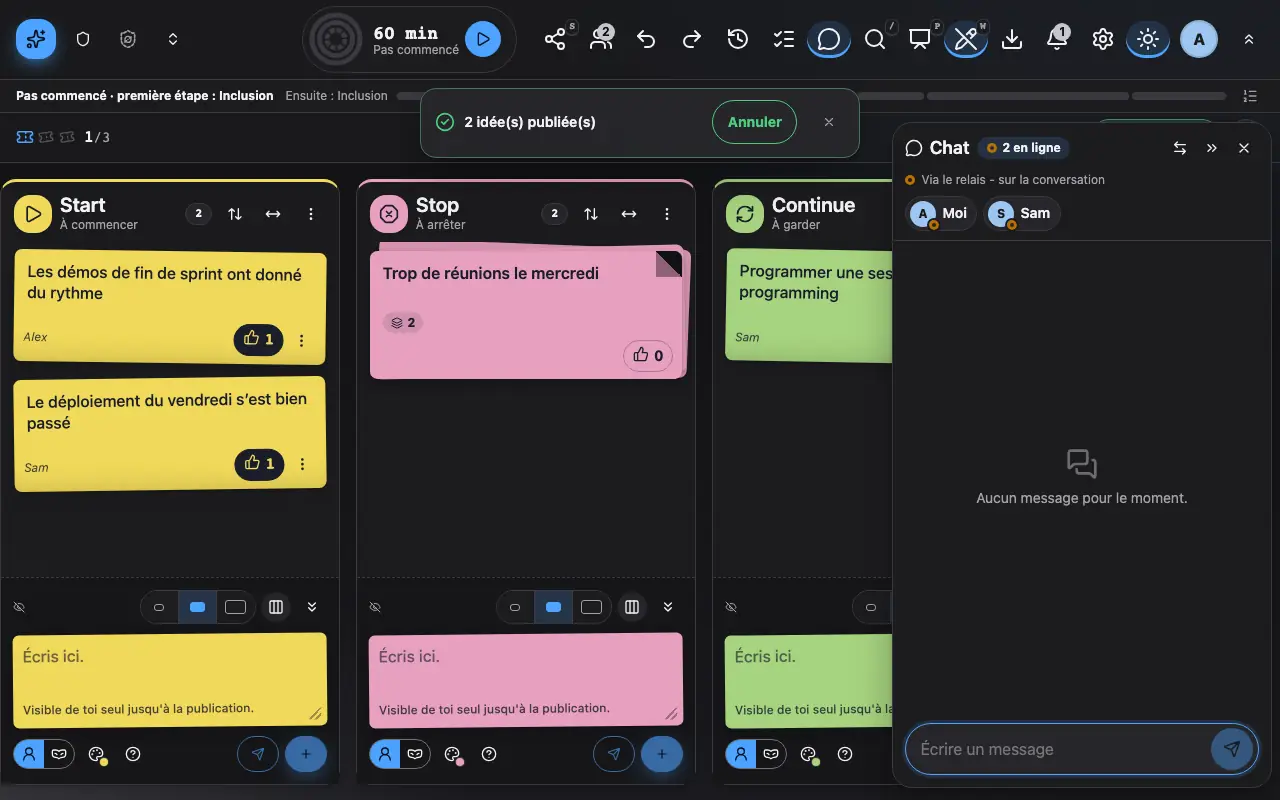 60 min
Pas commencé
S
2
/
P
W
1
A
Pas commencé · première étape : Inclusion
Ensuite : Inclusion
2 idée(s) publiée(s)
Annuler
1/3
Start
À commencer
2
Les démos de fin de sprint ont donné
du rythme
Alex
1
Le déploiement du vendredi s’est bien
passé
Sam
1
Écris ici.
Visible de toi seul jusqu'à la publication.
Stop
À arrêter
2
Trop de réunions le mercredi
2
0
Écris ici.
Visible de toi seul jusqu'à la publication.
Continue
À garder
Programmer une ses
programming
Sam
Écris ici.
Visible de toi seul jusqu'à la
Chat
2 en ligne
Via le relais - sur la conversation
A
Moi
S
Sam
Aucun message pour le moment.
Écrire un message